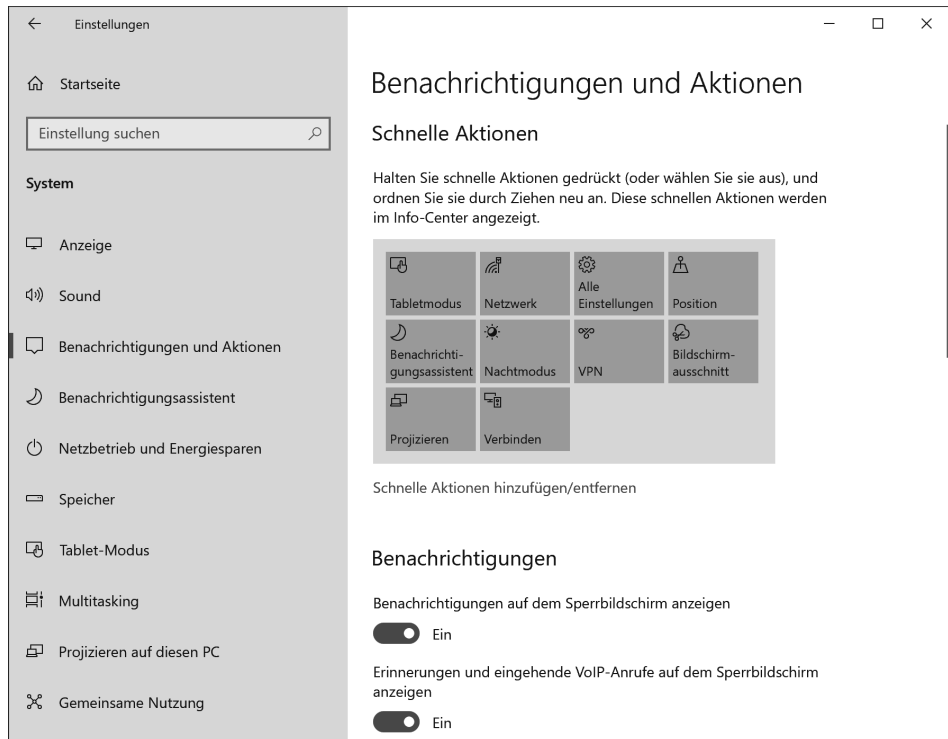 Einstellungen
Startseite
Einstellung suchen
System
Anzeige
Sound
Benachrichtigungen und Aktionen
Benachrichtigungsassistent
Netzbetrieb und Energiesparen
Speicher
Tablet-Modus
Multitasking
Projizieren auf diesen PC
Gemeinsame Nutzung
Benachrichtigungen und Aktionen
Schnelle Aktionen
Halten Sie schnelle Aktionen gedrückt (oder wählen Sie sie aus), und
ordnen Sie sie durch Ziehen neu an. Diese schnellen Aktionen werden
im Info-Center angezeigt.
Tabletmodus
Netzwerk
Alle
Einstellungen
Position
Benachrichti-
gungsassistent
Nachtmodus
VPN
Bildschirm-
ausschnitt
Projizieren
Verbinden
Schnelle Aktionen hinzufügen/entfernen
Benachrichtigungen
Benachrichtigungen auf dem Sperrbildschirm anzeigen
Ein
Erinnerungen und eingehende VoIP-Anrufe auf dem Sperrbildschirm
anzeigen
Ein